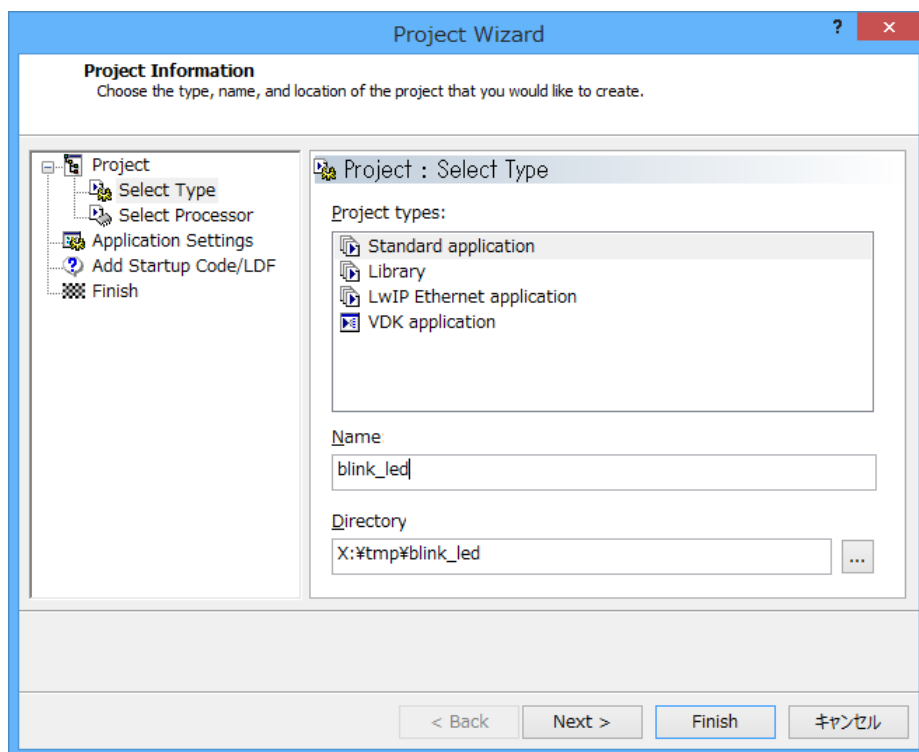 Project Wizard
?
×
Project Information
Choose the type, name, and location of the project that you would like to create.
Project
Select Type
Select Processor
Application Settings
Add Startup Code/LDF
Finish
Project : Select Type
Project types:
Standard application
Library
LwIP Ethernet application
VDK application
Name
blink_led
Directory
X:¥tmp¥blink_led
...
< Back
Next >
Finish
キャンセル